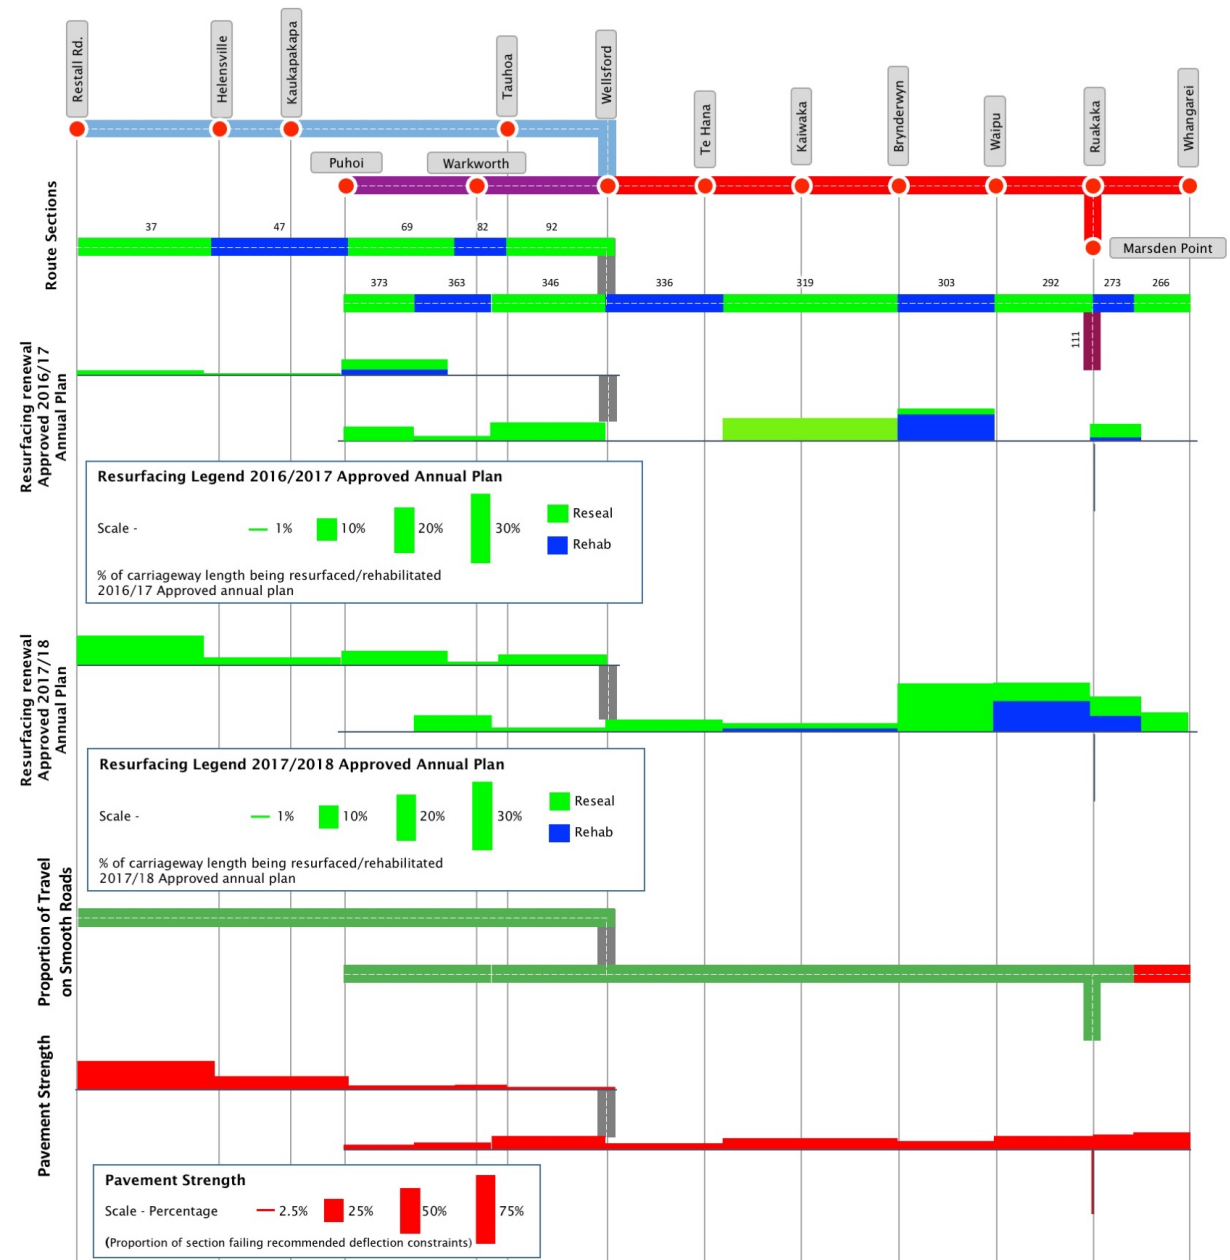 Restall Rd.
Helensville
Kaukapakapa
Tauhoa
Wellsford
Te Hana
Kaiwaka
Brynderwyn
Waipu
Ruakaka
Whangarei
Puhoi
Warkworth
Marsden Point
Route Sections
37
47
69
82
92
373
363
346
336
319
303
292
273
266
111
Resurfacing renewal
Approved 2016/17
Annual Plan
Resurfacing Legend 2016/2017 Approved Annual Plan
Scale -
1%
10%
20%
30%
Reseal
Rehab
% of carriageway length being resurfaced/rehabilitated
2016/17 Approved annual plan
Resurfacing renewal
Approved 2017/18
Annual Plan
Resurfacing Legend 2017/2018 Approved Annual Plan
Scale -
1%
10%
20%
30%
Reseal
Rehab
% of carriageway length being resurfaced/rehabilitated
2017/18 Approved annual plan
Proportion of Travel
on Smooth Roads
Pavement Strength
Pavement Strength
Scale - Percentage
2.5%
25%
50%
75%
(Proportion of section failing recommended deflection constraints)